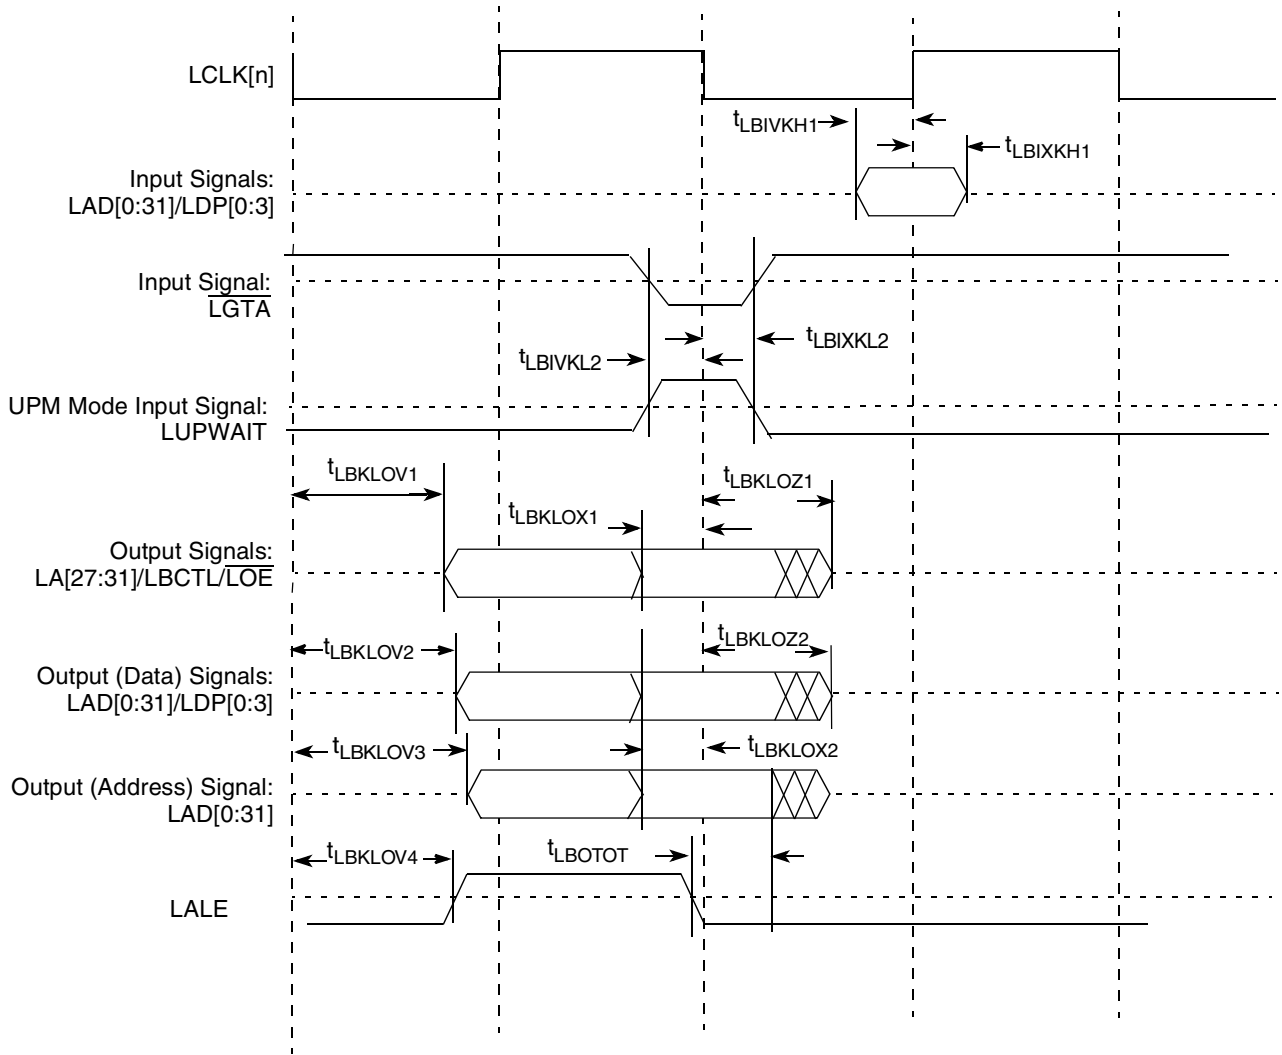 LCLK[n]
tLBIVKH1
tLBIXKH1
Input Signals:
LAD[0:31]/LDP[0:3]
Input Signal:
LGTA
tLBIXKL2
tLBIVKL2
UPM Mode Input Signal:
LUPWAIT
tLBKLOV1
tLBKLOZ1
tLBKLOX1
Output Signals:
LA[27:31]/LBCTL/LOE
tLBKLOV2
tLBKLOZ2
Output (Data) Signals:
LAD[0:31]/LDP[0:3]
tLBKLOV3
tLBKLOX2
Output (Address) Signal:
LAD[0:31]
tLBKLOV4
tLBOTOT
LALE